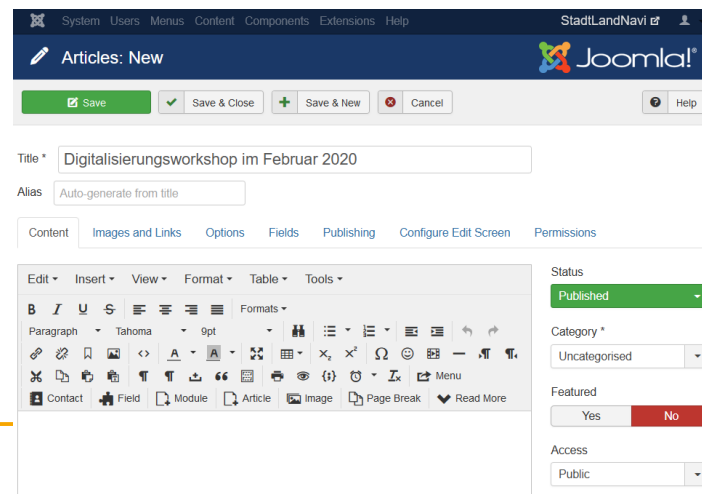 System Users Menus Content Components Extensions Help StadtLandNavi
Articles: New Joomla!®
Save Save & Close Save & New Cancel Help
Title * Digitalisierungsworkshop im Februar 2020
Alias Auto-generate from title
Content Images and Links Options Fields Publishing Configure Edit Screen Permissions
Edit Insert View Format Table Tools
Status
Published
B I U S Formats
Paragraph Tahoma 9pt
Category *
Uncategorised
A A x₂ x² Ω
Ix Menu
Featured
Yes No
Contact Field Module Article Image Page Break Read More
Access
Public